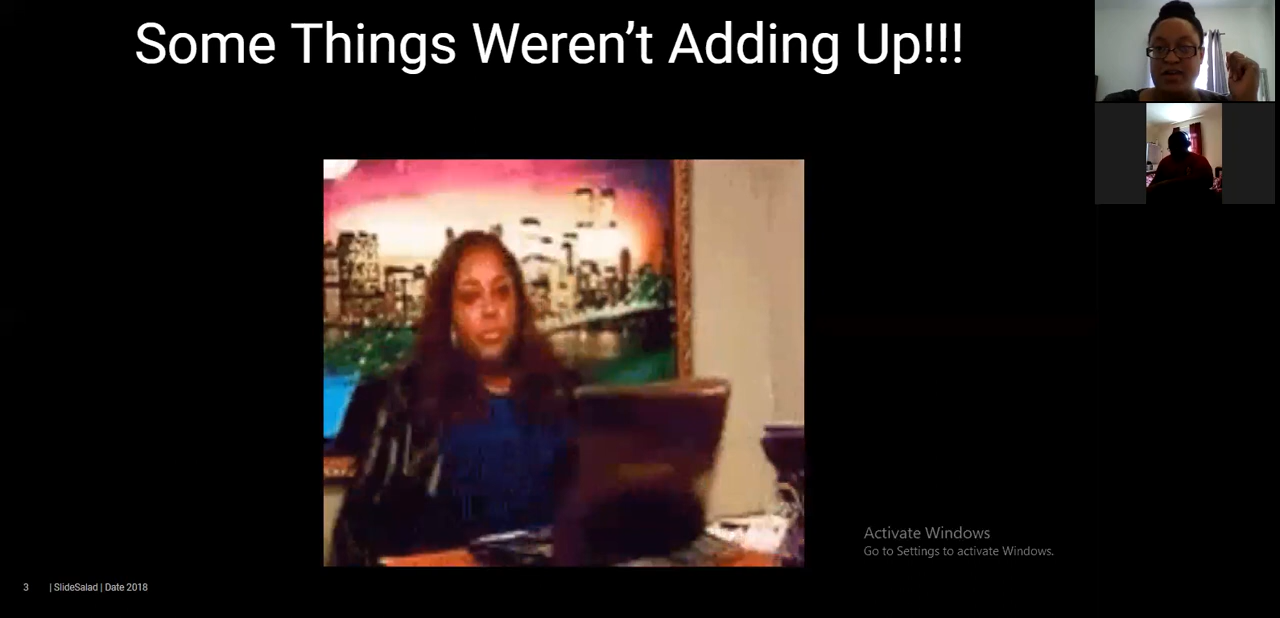 Some Things Weren’t Adding Up!!!
Activate Windows
Go to Settings to activate Windows.
3 | SlideSalad | Date 2018